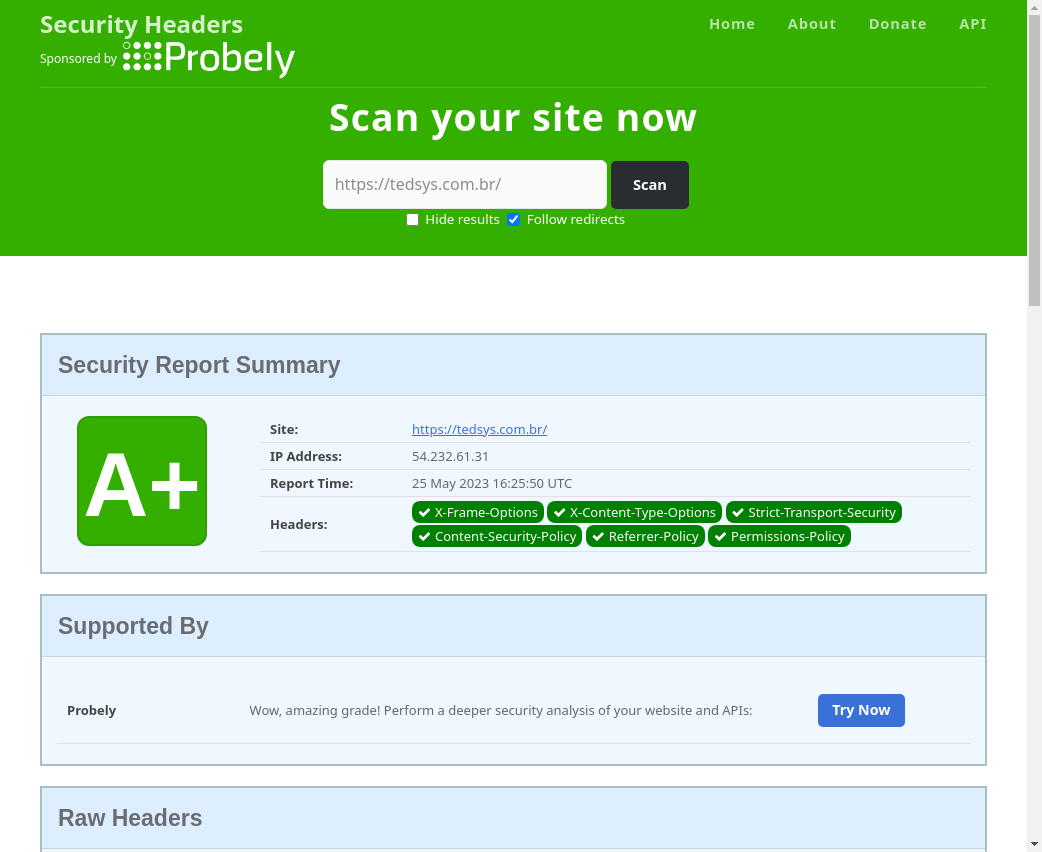 Security Headers
Home About Donate API
Sponsored by Probely
Scan your site now
https://tedsys.com.br/ Scan
Hide results Follow redirects
Security Report Summary
A+
Site: https://tedsys.com.br/
IP Address: 54.232.61.31
Report Time: 25 May 2023 16:25:50 UTC
Headers: X-Frame-Options X-Content-Type-Options Strict-Transport-Security
Content-Security-Policy Referrer-Policy Permissions-Policy
Supported By
Probely Wow, amazing grade! Perform a deeper security analysis of your website and APIs: Try Now
Raw Headers